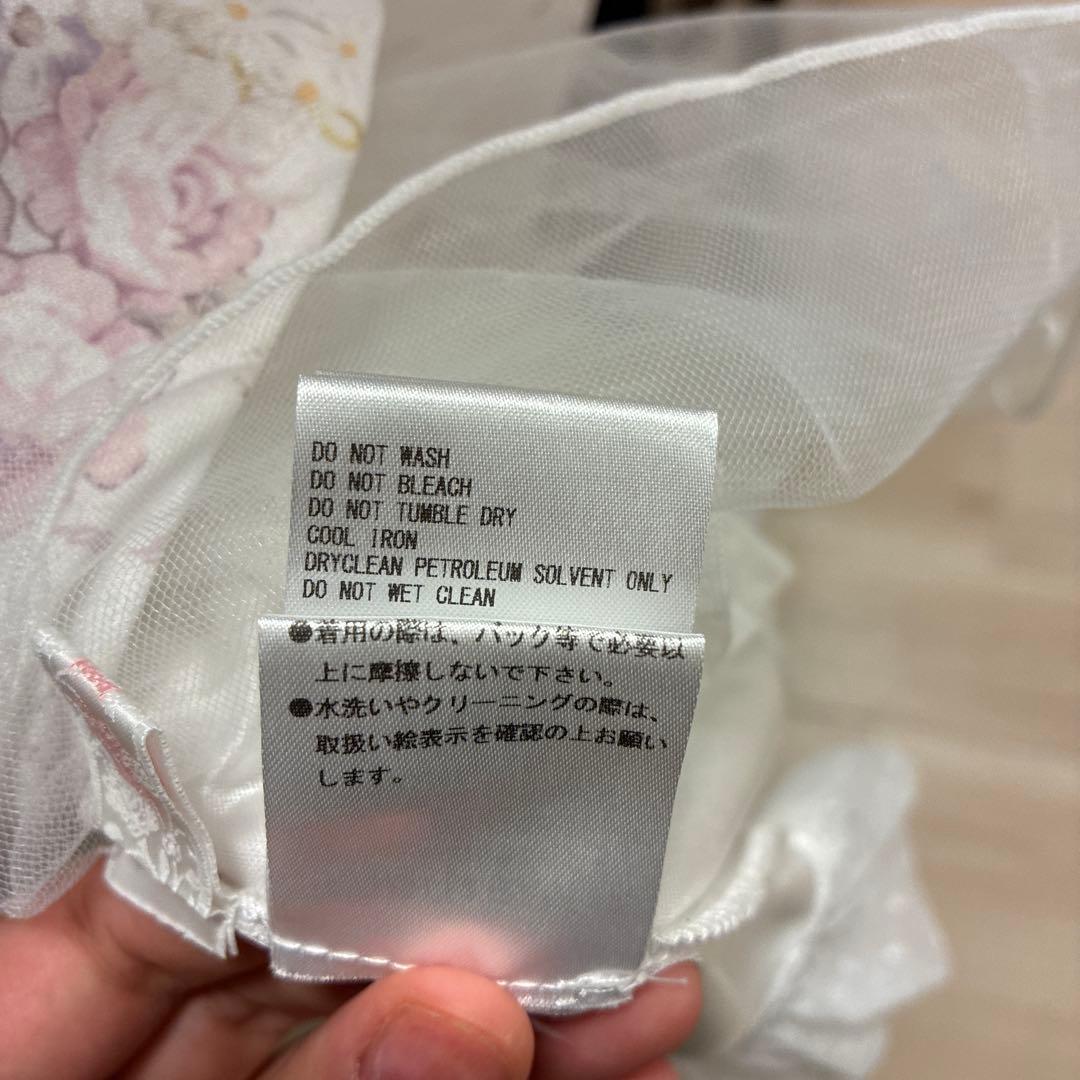 DO NOT WASH
DO NOT BLEACH
DO NOT TUMBLE DRY
COOL IRON
DRYCLEAN PETROLEUM SOLVENT ONLY
DO NOT WET CLEAN
●着用の際は、バック等で必要以
上に摩擦しないで下さい。
●水洗いやクリーニングの際は、
取扱い絵表示を確認の上お願い
します。